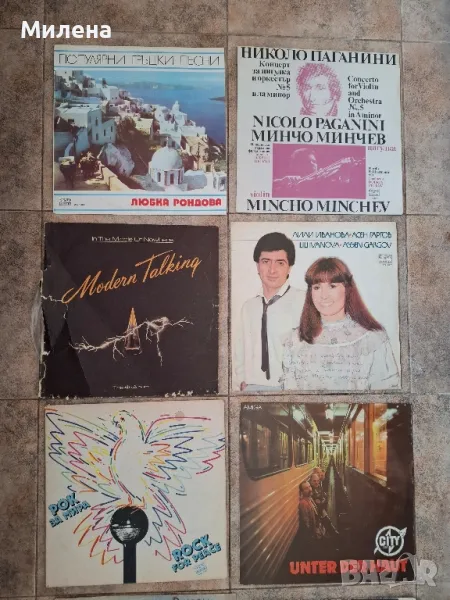 Милена
ПОПУЛЯРНИ ГРЪЦКИ ПЕСНИ
ЛЮБКА РОНДОВА
НИКОЛО ПАГАНИНИ
Концерт
за цигулка
и оркестър
№5
в ла минор
Concerto
for Violin
and
Orchestra
№5
in A minor
NICOLO PAGANINI
МИНЧО МИНЧЕВ
цигулка
violin
MINCHO MINCHEV
In The Middle Of Nowhere
Modern Talking
ЛИЛИ ИВАНОВА • АСЕН ГАРГОВ
LILI IVANOVA • ASSEN GARGOV
РОК
ЗА МИРА
ROCK
FOR PEACE
AMIGA
CITY
UNTER DER HAUT
BAZAR